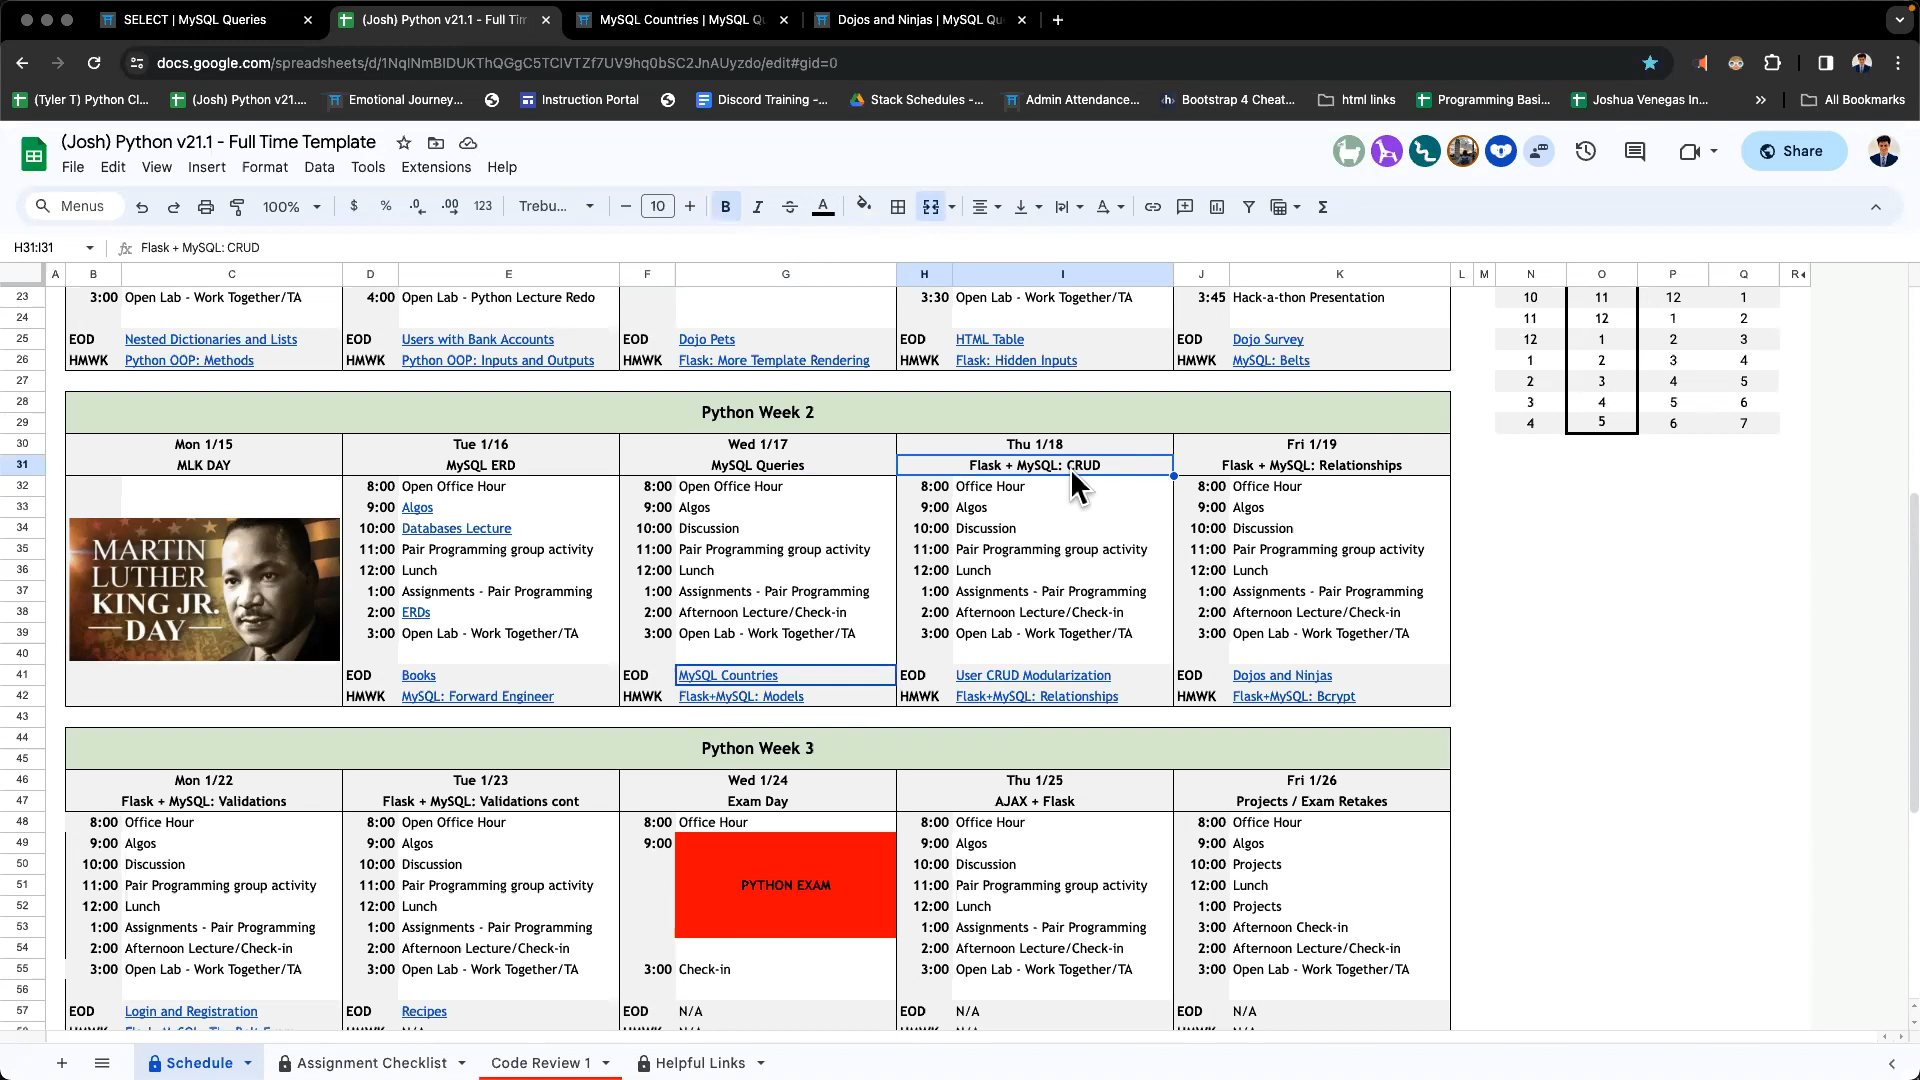 SELECT | MySQL Queries
(Josh) Python v21.1 - Full Tim
MySQL Countries | MySQL Q
Dojos and Ninjas | MySQL Qu
docs.google.com/spreadsheets/d/1NqlNmBIDUKThQGgC5TCIVTZf7UV9hq0bSC2JnAUyzdo/edit#gid=0
(Tyler T) Python Cl... (Josh) Python v21.... Emotional Journey... Instruction Portal Discord Training -... Stack Schedules -... Admin Attendance... Bootstrap 4 Cheat... html links Programming Basi... Joshua Venegas In... » All Bookmarks
(Josh) Python v21.1 - Full Time Template
File Edit View Insert Format Data Tools Extensions Help
Share
Menus 100% $ % .0 .00 123 Trebu... 10 B I A
H31:I31 Flask + MySQL: CRUD
A B C D E F G H I J K L M N O P Q R
23 3:00 Open Lab - Work Together/TA 4:00 Open Lab - Python Lecture Redo 3:30 Open Lab - Work Together/TA 3:45 Hack-a-thon Presentation 10 11 12 1
24 11 12 1 2
25 EOD Nested Dictionaries and Lists EOD Users with Bank Accounts EOD Dojo Pets EOD HTML Table EOD Dojo Survey 12 1 2 3
26 HMWK Python OOP: Methods HMWK Python OOP: Inputs and Outputs HMWK Flask: More Template Rendering HMWK Flask: Hidden Inputs HMWK MySQL: Belts 1 2 3 4
27 2 3 4 5
28 3 4 5 6
Python Week 2
29 4 5 6 7
30 Mon 1/15 Tue 1/16 Wed 1/17 Thu 1/18 Fri 1/19
31 MLK DAY MySQL ERD MySQL Queries Flask + MySQL: CRUD Flask + MySQL: Relationships
32 8:00 Open Office Hour 8:00 Open Office Hour 8:00 Office Hour 8:00 Office Hour
33 9:00 Algos 9:00 Algos 9:00 Algos 9:00 Algos
34 10:00 Databases Lecture 10:00 Discussion 10:00 Discussion 10:00 Discussion
35 11:00 Pair Programming group activity 11:00 Pair Programming group activity 11:00 Pair Programming group activity 11:00 Pair Programming group activity
36 12:00 Lunch 12:00 Lunch 12:00 Lunch 12:00 Lunch
37 1:00 Assignments - Pair Programming 1:00 Assignments - Pair Programming 1:00 Assignments - Pair Programming 1:00 Assignments - Pair Programming
38 2:00 ERDs 2:00 Afternoon Lecture/Check-in 2:00 Afternoon Lecture/Check-in 2:00 Afternoon Lecture/Check-in
39 3:00 Open Lab - Work Together/TA 3:00 Open Lab - Work Together/TA 3:00 Open Lab - Work Together/TA 3:00 Open Lab - Work Together/TA
MARTIN
LUTHER
KING JR.
DAY
40
41 EOD Books EOD MySQL Countries EOD User CRUD Modularization EOD Dojos and Ninjas
42 HMWK MySQL: Forward Engineer HMWK Flask+MySQL: Models HMWK Flask+MySQL: Relationships HMWK Flask+MySQL: Bcrypt
43
44
Python Week 3
45
46 Mon 1/22 Tue 1/23 Wed 1/24 Thu 1/25 Fri 1/26
47 Flask + MySQL: Validations Flask + MySQL: Validations cont Exam Day AJAX + Flask Projects / Exam Retakes
48 8:00 Office Hour 8:00 Open Office Hour 8:00 Office Hour 8:00 Office Hour 8:00 Office Hour
49 9:00 Algos 9:00 Algos 9:00 9:00 Algos 9:00 Algos
50 10:00 Discussion 10:00 Discussion 10:00 Discussion 10:00 Projects
51 11:00 Pair Programming group activity 11:00 Pair Programming group activity PYTHON EXAM 11:00 Pair Programming group activity 12:00 Lunch
52 12:00 Lunch 12:00 Lunch 12:00 Lunch 1:00 Projects
53 1:00 Assignments - Pair Programming 1:00 Assignments - Pair Programming 1:00 Assignments - Pair Programming 3:00 Afternoon Check-in
54 2:00 Afternoon Lecture/Check-in 2:00 Afternoon Lecture/Check-in 2:00 Afternoon Lecture/Check-in 2:00 Afternoon Lecture/Check-in
55 3:00 Open Lab - Work Together/TA 3:00 Open Lab - Work Together/TA 3:00 Check-in 3:00 Open Lab - Work Together/TA 3:00 Open Lab - Work Together/TA
56
57 EOD Login and Registration EOD Recipes EOD N/A EOD N/A EOD N/A
Schedule Assignment Checklist Code Review 1 Helpful Links